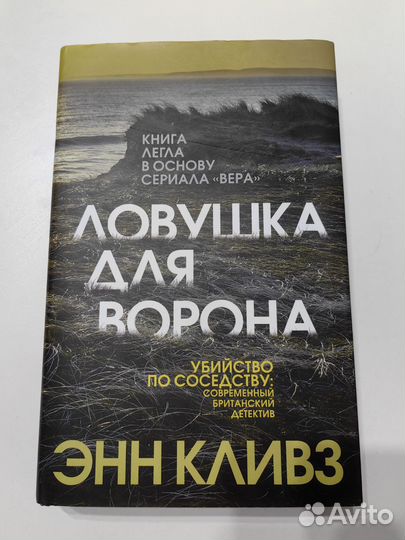 КНИГА
ЛЕГЛА
В ОСНОВУ
СЕРИАЛА «ВЕРА»
ЛОВУШКА
ДЛЯ
ВОРОНА
УБИЙСТВО
ПО СОСЕДСТВУ:
СОВРЕМЕННЫЙ
БРИТАНСКИЙ
ДЕТЕКТИВ
ЭНН КЛИВЗ
Avito